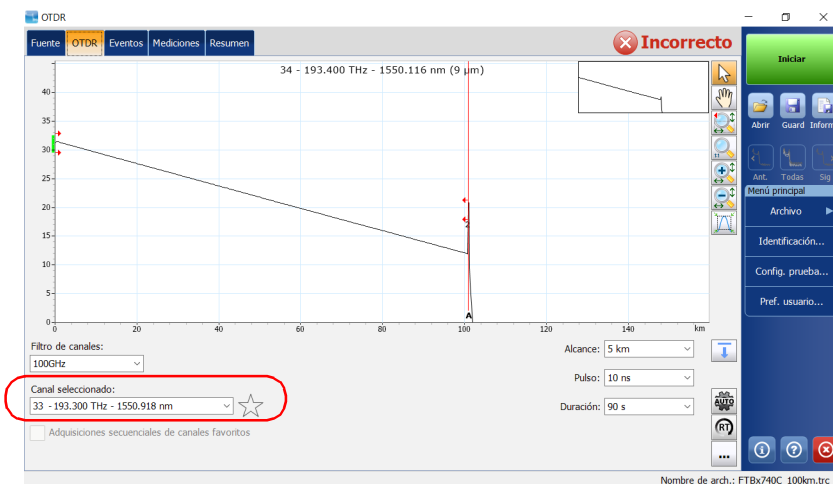 OTDR
Fuente OTDR Eventos Mediciones Resumen
Incorrecto
34 - 193.400 THz - 1550.116 nm (9 µm)
40
35
30
25
20
15
10
5
0
0 20 40 60 80 100 120 140 km
2
A
Filtro de canales:
100GHz
Canal seleccionado:
33 - 193.300 THz - 1550.918 nm
Adquisiciones secuenciales de canales favoritos
Alcance: 5 km
Pulso: 10 ns
Duración: 90 s
AUTO
RT
...
Iniciar
Abrir Guard Inform
Ant. Todas Sig
Menú principal
Archivo
Identificación...
Config. prueba...
Pref. usuario...
Nombre de arch.: FTBx740C_100km.trc